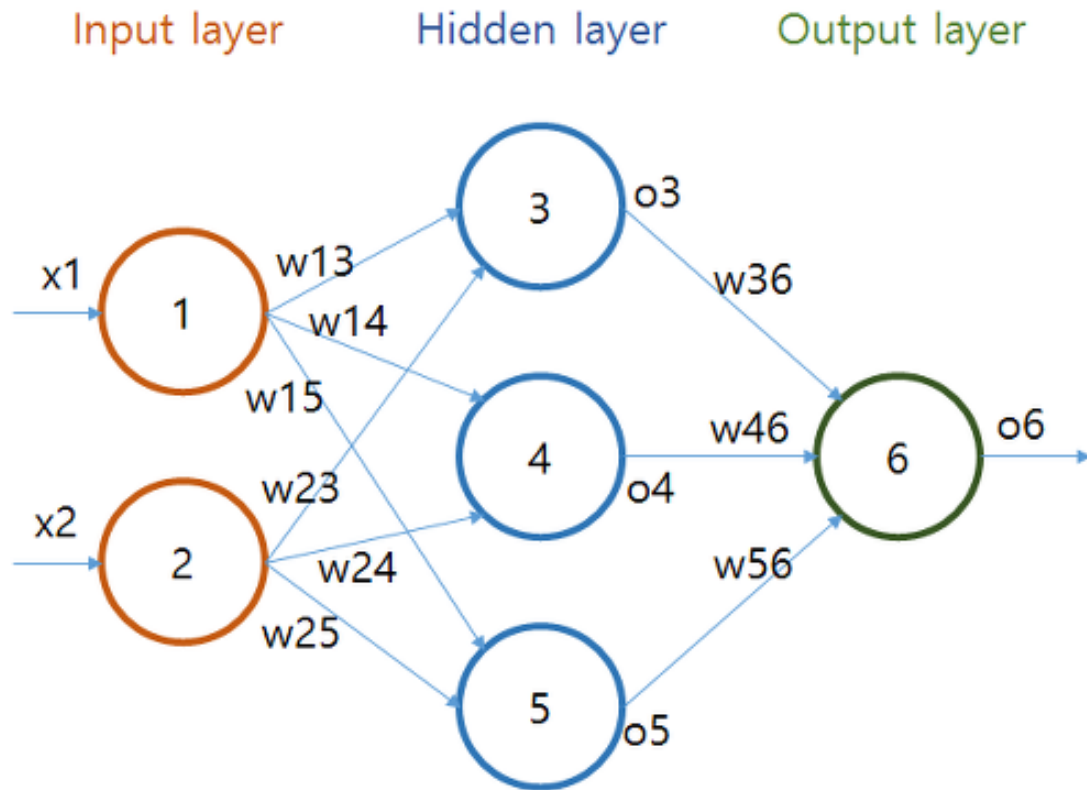 Input layer
Hidden layer
Output layer
x1
1
w13
w14
w15
x2
2
w23
w24
w25
3
o3
4
o4
5
o5
w36
w46
w56
6
o6